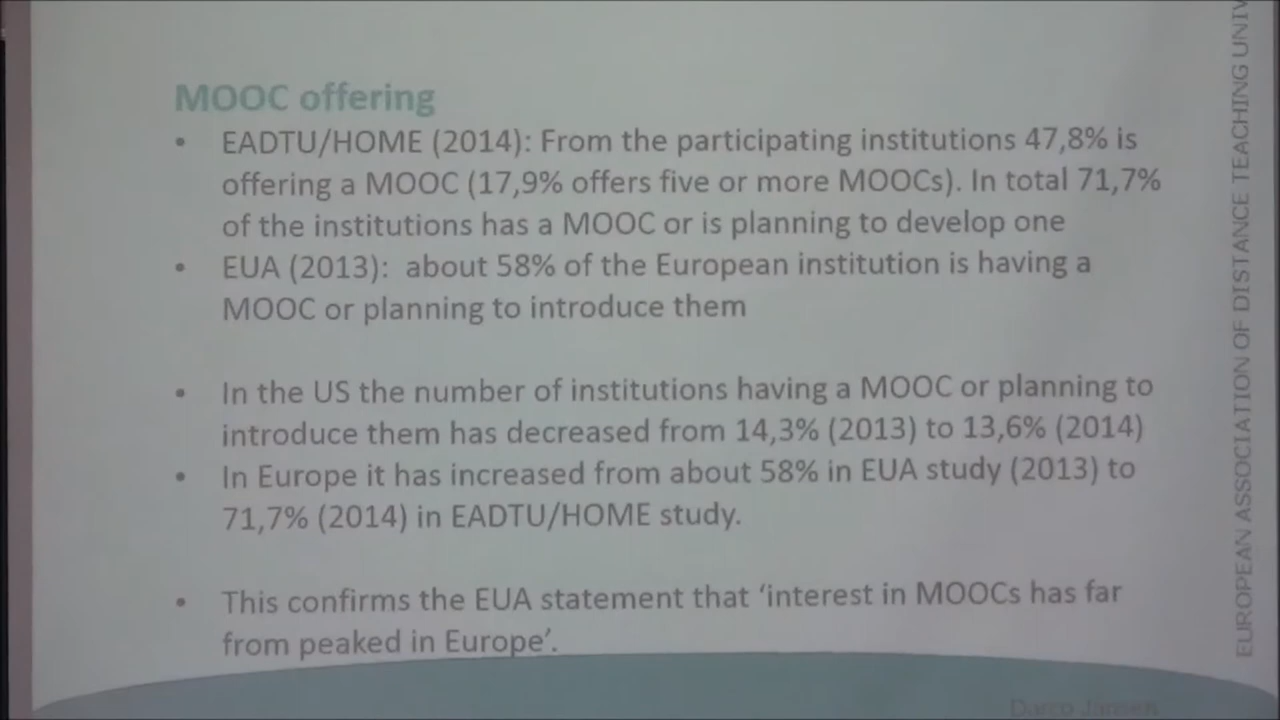 MOOC offering
• EADTU/HOME (2014): From the participating institutions 47,8% is
offering a MOOC (17,9% offers five or more MOOCs). In total 71,7%
of the institutions has a MOOC or is planning to develop one
• EUA (2013):  about 58% of the European institution is having a
MOOC or planning to introduce them
• In the US the number of institutions having a MOOC or planning to
introduce them has decreased from 14,3% (2013) to 13,6% (2014)
• In Europe it has increased from about 58% in EUA study (2013) to
71,7% (2014) in EADTU/HOME study.
• This confirms the EUA statement that ‘interest in MOOCs has far
from peaked in Europe’.
EUROPEAN ASSOCIATION OF DISTANCE TEACHING UNIV
Darco Jansen